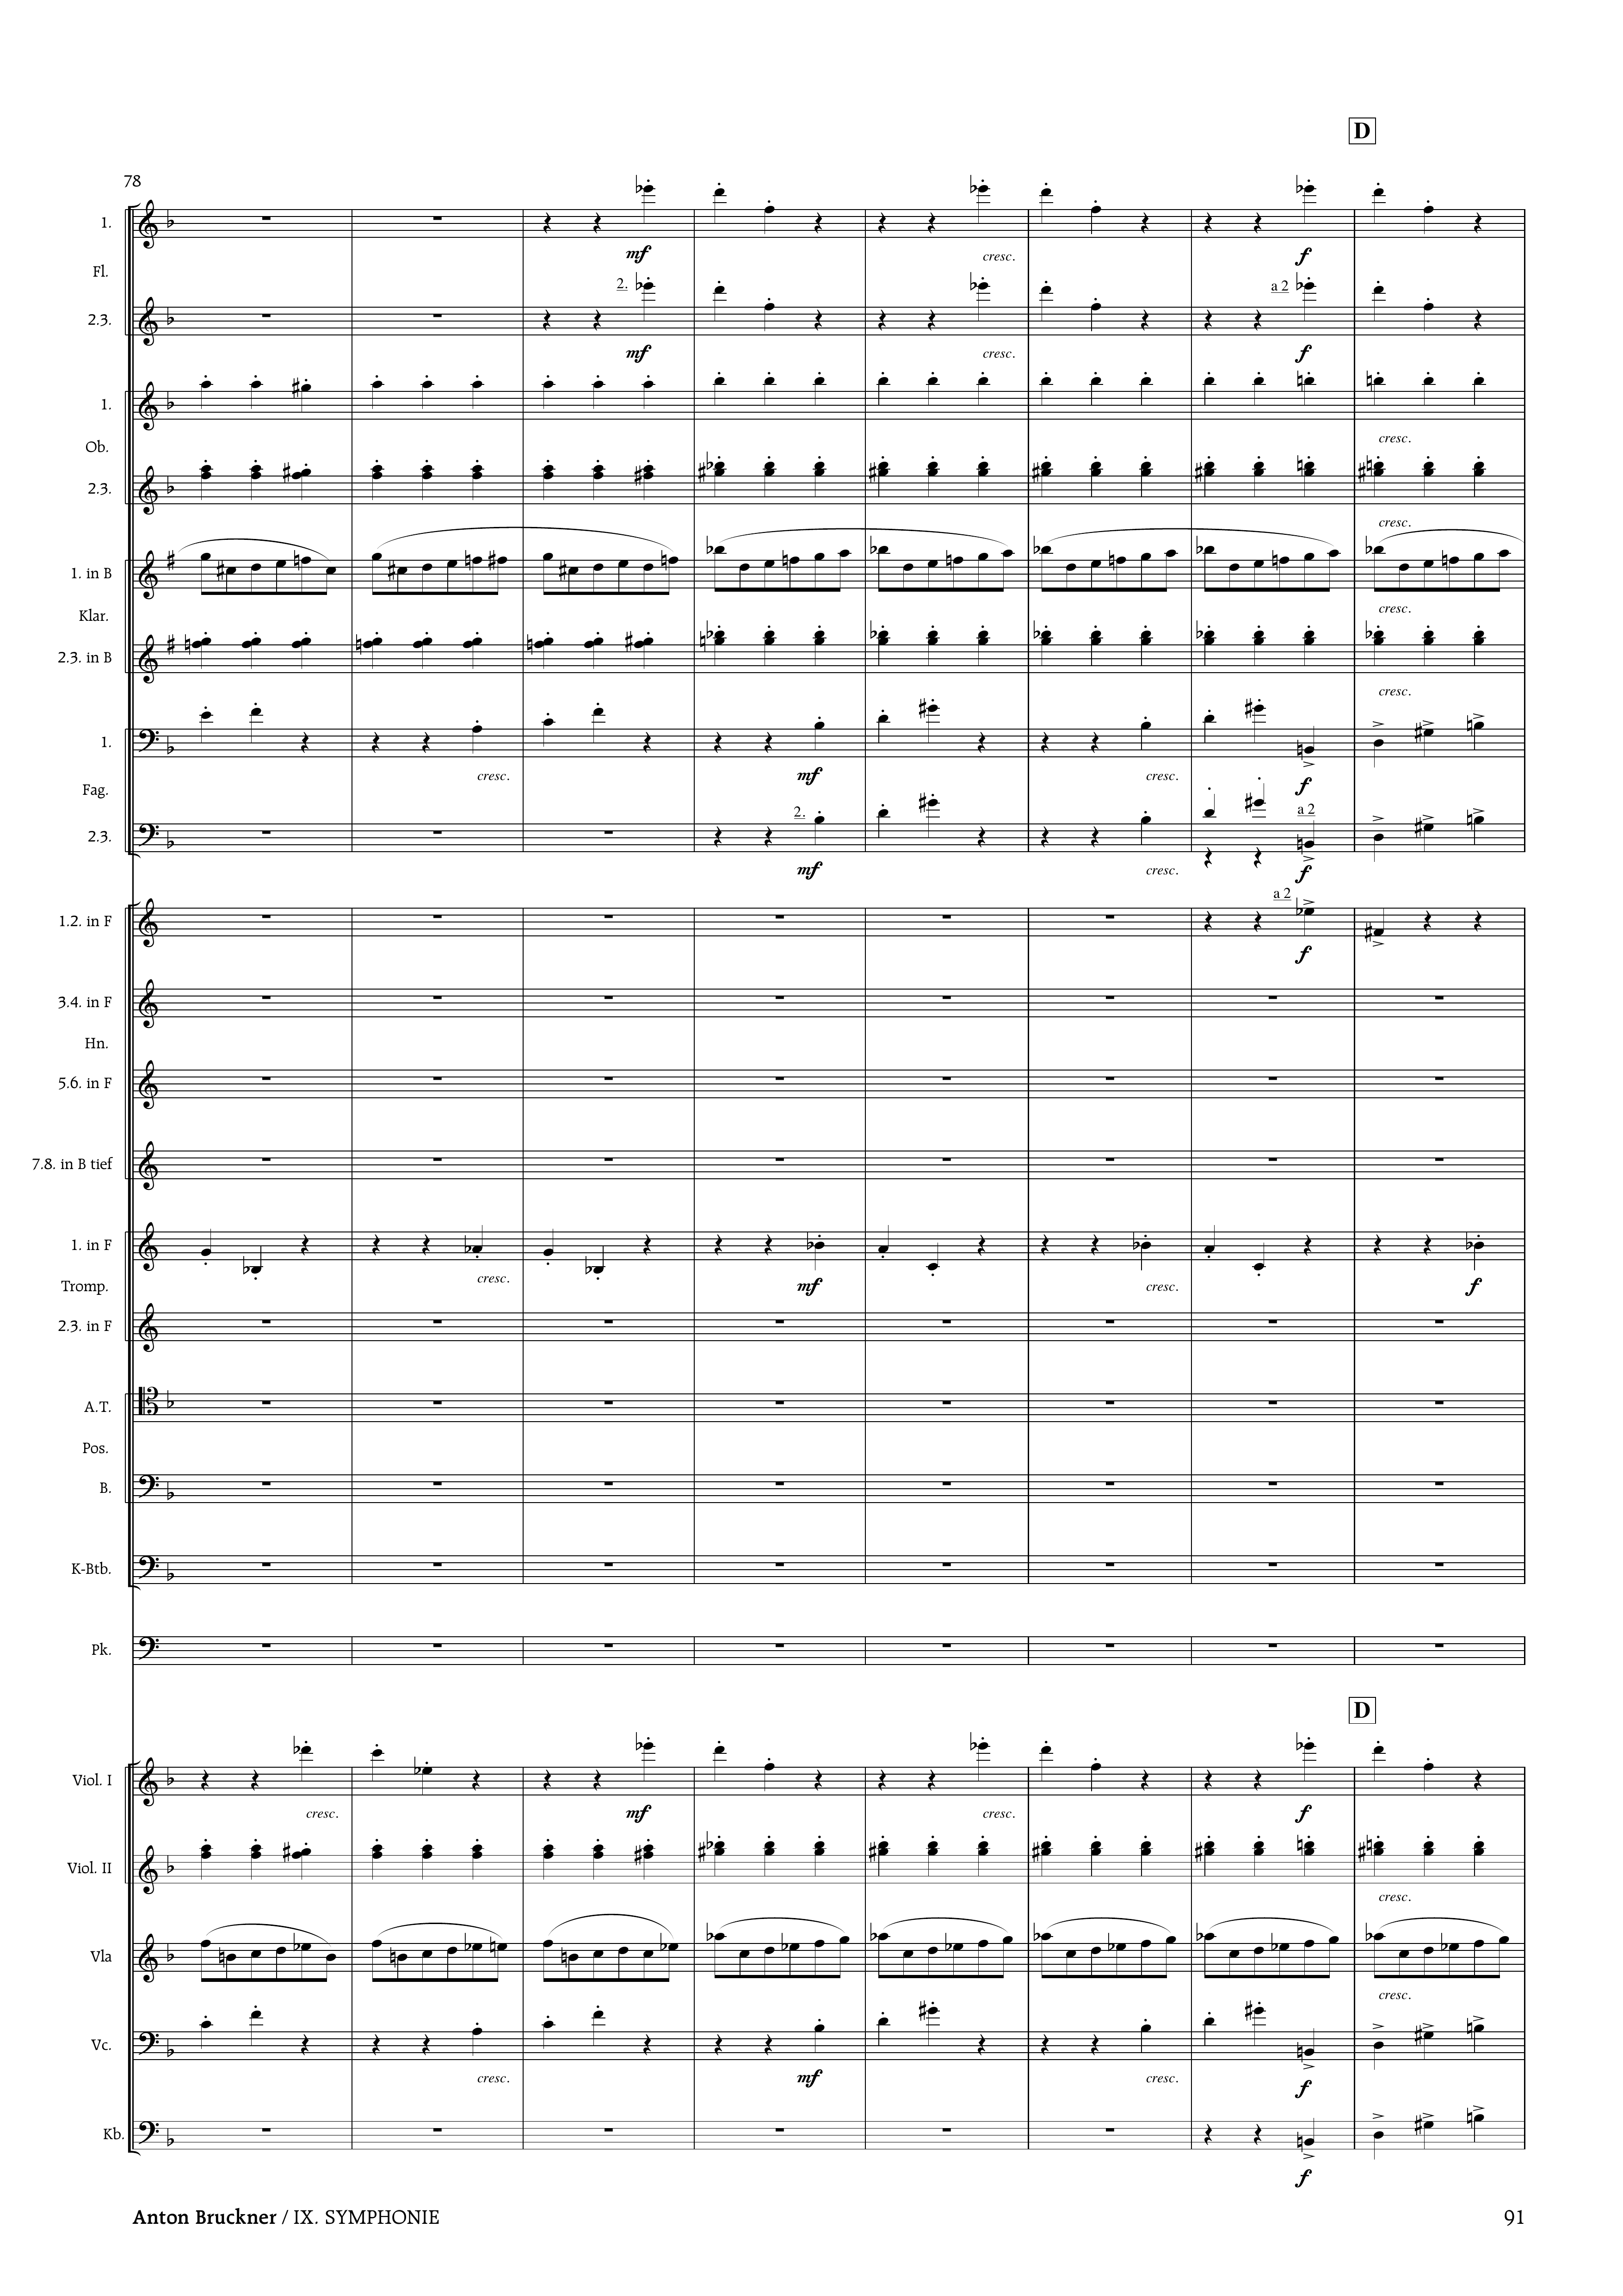 D
78
1.
mf
cresc.
f
Fl.
2.
a 2
2.3.
mf
cresc.
f
1.
cresc.
Ob.
2.3.
cresc.
1. in B
cresc.
Klar.
2.3. in B
cresc.
1.
cresc.
mf
cresc.
f
Fag.
2.
a 2
2.3.
mf
cresc.
f
a 2
1.2. in F
f
3.4. in F
Hn.
5.6. in F
7.8. in B tief
1. in F
cresc.
mf
cresc.
f
Tromp.
2.3. in F
A.T.
Pos.
B.
K-Btb.
Pk.
D
Viol. I
cresc.
mf
cresc.
f
Viol. II
cresc.
Vla
cresc.
Vc.
cresc.
mf
cresc.
f
Kb.
f
Anton Bruckner / IX. SYMPHONIE
91